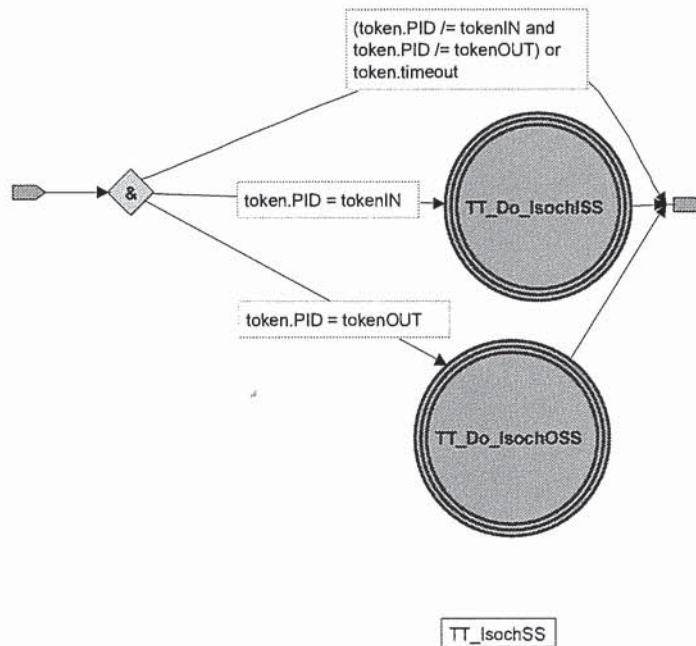 (token.PID /= tokenIN and
token.PID /= tokenOUT) or
token.timeout
&
token.PID = tokenIN
TT_Do_IsochISS
token.PID = tokenOUT
TT_Do_IsochOSS
TT_IsochSS